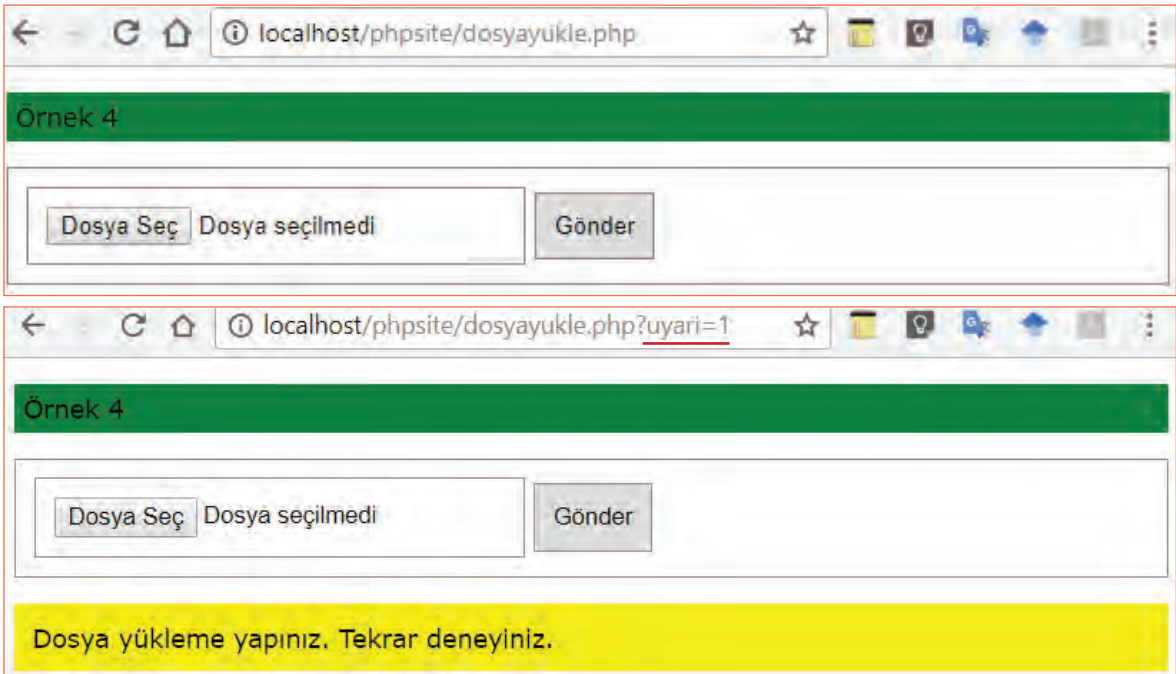 localhost/phpsite/dosyayukle.php
Örnek 4
Dosya Seç Dosya seçilmedi Gönder
localhost/phpsite/dosyayukle.php?uyari=1
Örnek 4
Dosya Seç Dosya seçilmedi Gönder
Dosya yükleme yapınız. Tekrar deneyiniz.